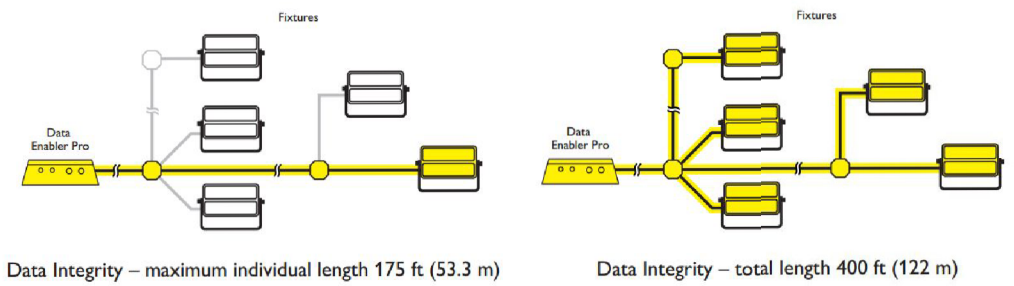 Fixtures
Data
Enabler Pro
Data Integrity – maximum individual length 175 ft (53.3 m)
Fixtures
Data
Enabler Pro
Data Integrity – total length 400 ft (122 m)